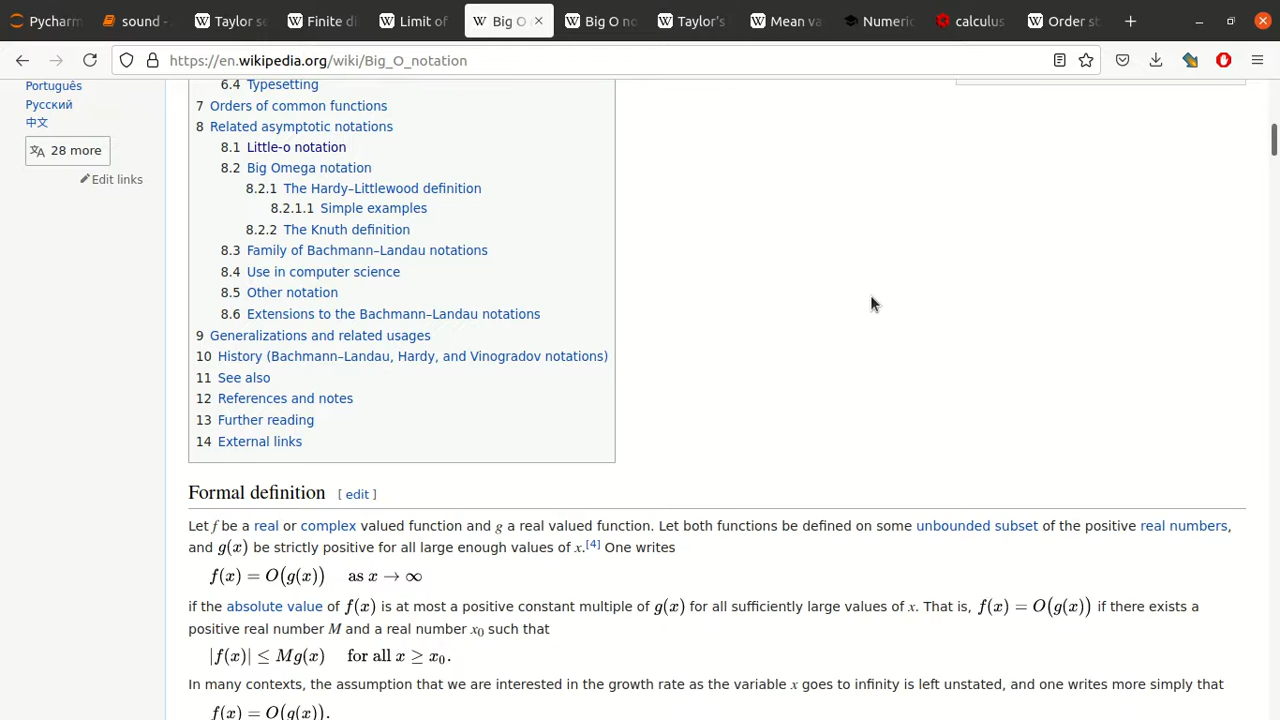 Pycharm
sound -
Taylor se
Finite di
Limit of
Big O
Big O no
Taylor's
Mean va
Numeric
calculus
Order st
https://en.wikipedia.org/wiki/Big_O_notation
Português
Русский
中文
28 more
Edit links
6.4 Typesetting
7 Orders of common functions
8 Related asymptotic notations
8.1 Little-o notation
8.2 Big Omega notation
8.2.1 The Hardy–Littlewood definition
8.2.1.1 Simple examples
8.2.2 The Knuth definition
8.3 Family of Bachmann–Landau notations
8.4 Use in computer science
8.5 Other notation
8.6 Extensions to the Bachmann–Landau notations
9 Generalizations and related usages
10 History (Bachmann–Landau, Hardy, and Vinogradov notations)
11 See also
12 References and notes
13 Further reading
14 External links
Formal definition [ edit ]
Let f be a real or complex valued function and g a real valued function. Let both functions be defined on some unbounded subset of the positive real numbers,
and g(x) be strictly positive for all large enough values of x.[4] One writes
f(x) = O(g(x)) as x → ∞
if the absolute value of f(x) is at most a positive constant multiple of g(x) for all sufficiently large values of x. That is, f(x) = O(g(x)) if there exists a
positive real number M and a real number x₀ such that
|f(x)| ≤ Mg(x) for all x ≥ x₀.
In many contexts, the assumption that we are interested in the growth rate as the variable x goes to infinity is left unstated, and one writes more simply that
f(x) = O(g(x)).